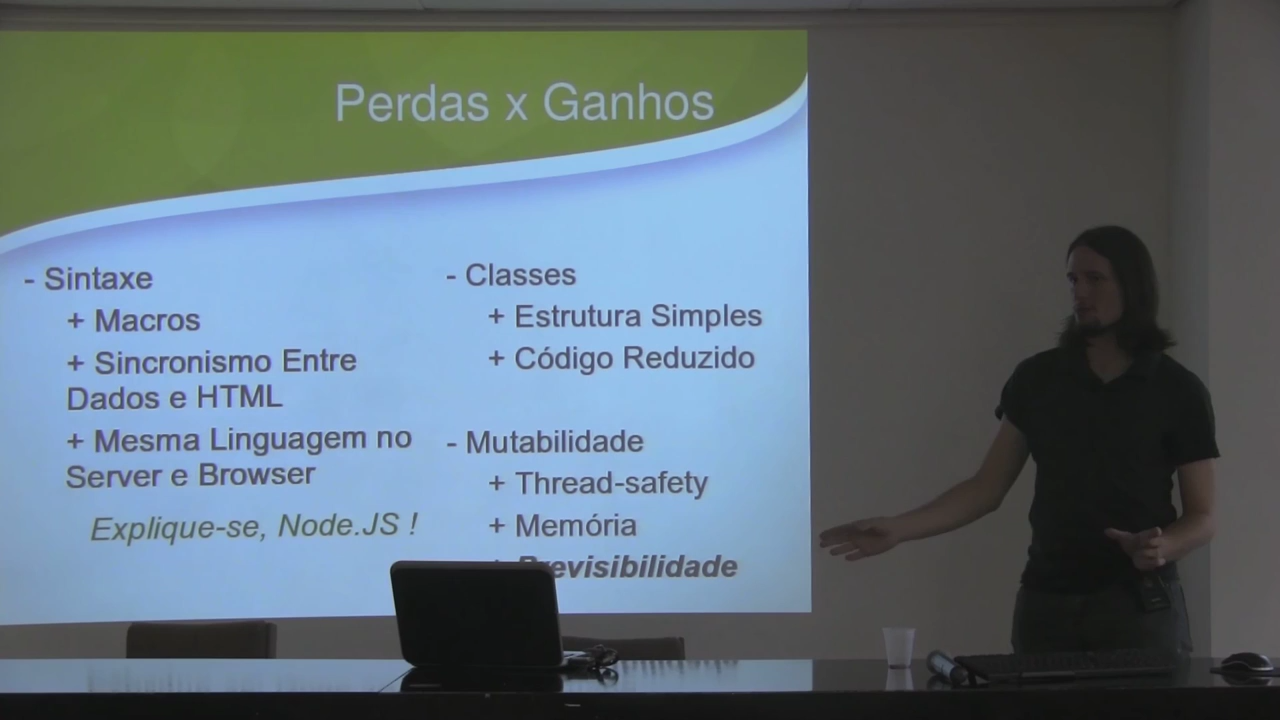 Perdas x Ganhos
- Sintaxe
+ Macros
+ Sincronismo Entre
Dados e HTML
+ Mesma Linguagem no
Server e Browser
Explique-se, Node.JS !
- Classes
+ Estrutura Simples
+ Código Reduzido
- Mutabilidade
+ Thread-safety
+ Memória
+ Previsibilidade